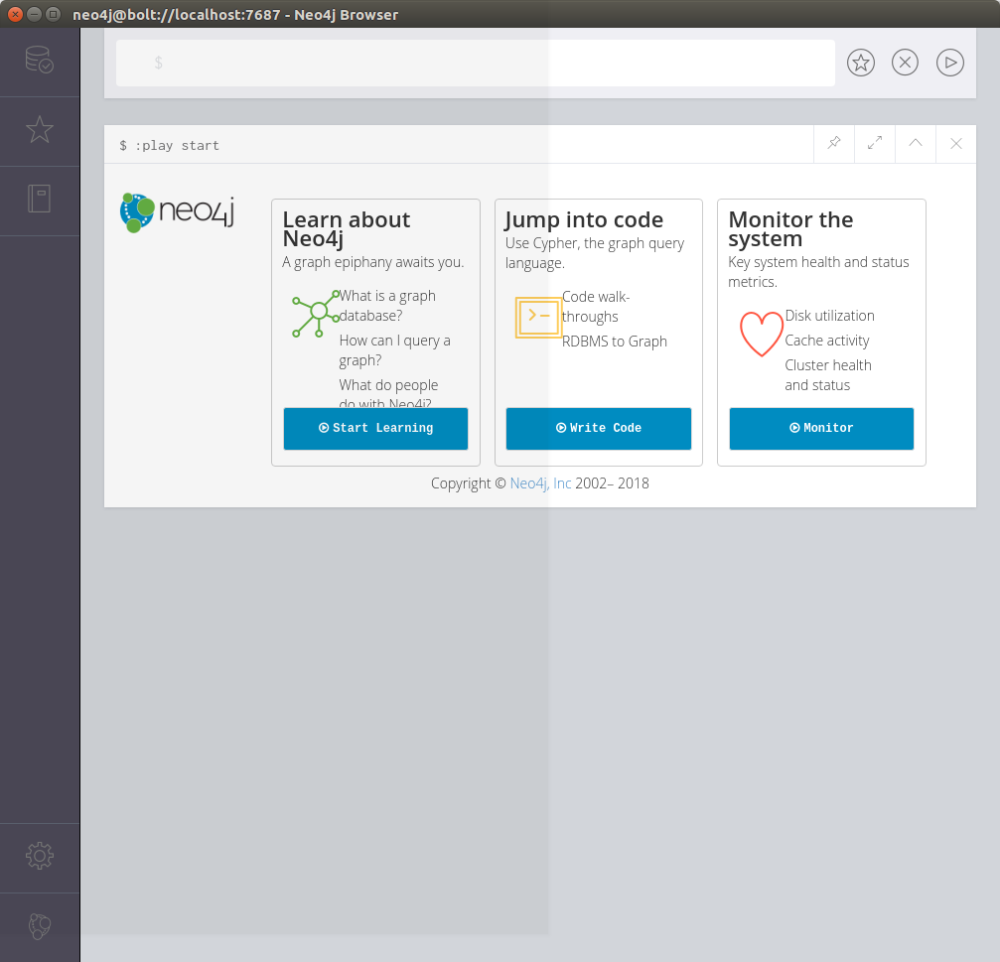 neo4j@bolt://localhost:7687 - Neo4j Browser
$
$ :play start
neo4j
Learn about
Neo4j
A graph epiphany awaits you.
What is a graph
database?
How can I query a
graph?
What do people
do with Neo4j?
Start Learning
Jump into code
Use Cypher, the graph query
language.
Code walk-
throughs
RDBMS to Graph
Write Code
Monitor the
system
Key system health and status
metrics.
Disk utilization
Cache activity
Cluster health
and status
Monitor
Copyright © Neo4j, Inc 2002– 2018